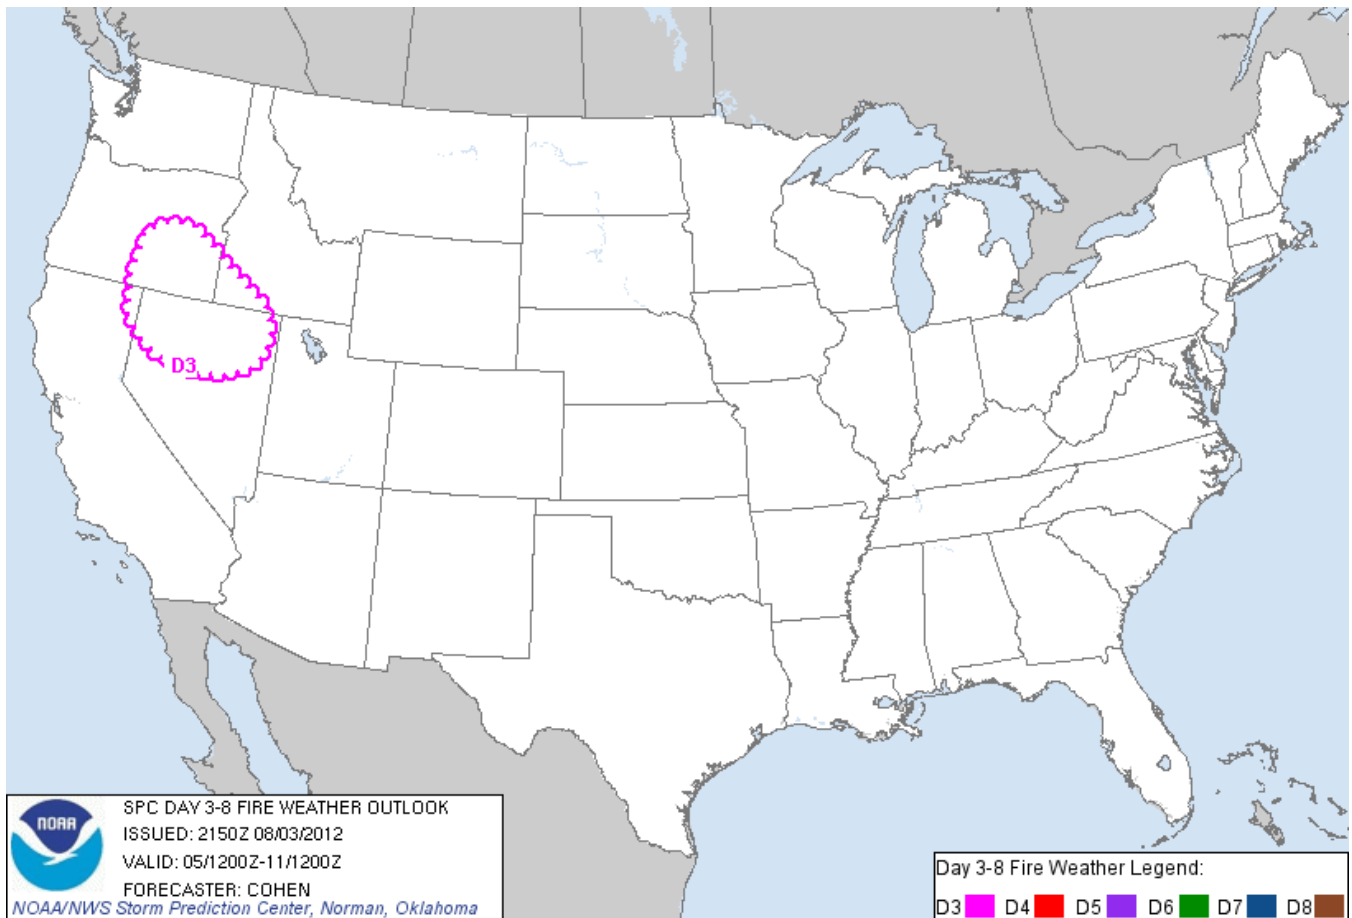 D3
NOAA
SPC DAY 3-8 FIRE WEATHER OUTLOOK
ISSUED: 2150Z 08/03/2012
VALID: 05/1200Z-11/1200Z
FORECASTER: COHEN
NOAA/NWS Storm Prediction Center, Norman, Oklahoma
Day 3-8 Fire Weather Legend:
D3 D4 D5 D6 D7 D8